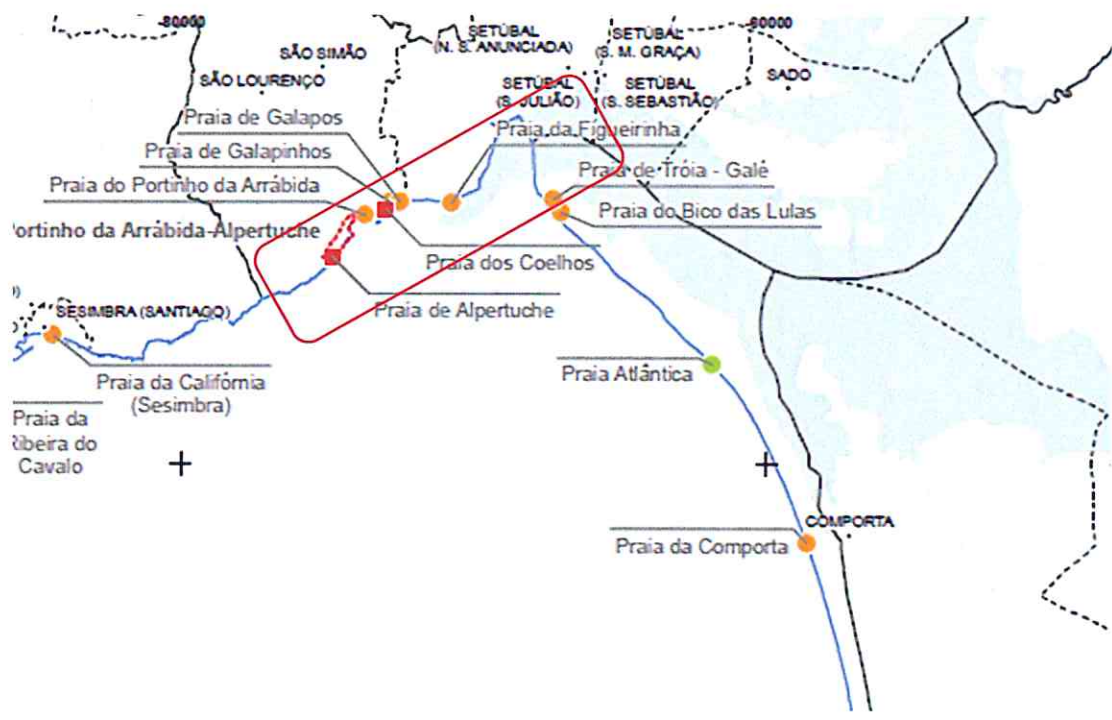 -80000
-60000
SETÚBAL
(N. S. ANUNCIADA)
SETÚBAL
(S. M. GRAÇA)
SÃO SIMÃO
SÃO LOURENÇO
SETÚBAL
(S. JULIÃO)
SETÚBAL
(S. SEBASTIÃO)
SADO
Praia de Galapos
Praia da Figueirinha
Praia de Galapinhos
Praia de Tróia - Galé
Praia do Portinho da Arrábida
Praia do Bico das Lulas
Portinho da Arrábida-Alpertuche
Praia dos Coelhos
Praia de Alpertuche
SESIMBRA (SANTIAGO)
Praia da Califórnia
(Sesimbra)
Praia Atlântica
Praia da
Ribeira do
Cavalo
COMPORTA
Praia da Comporta